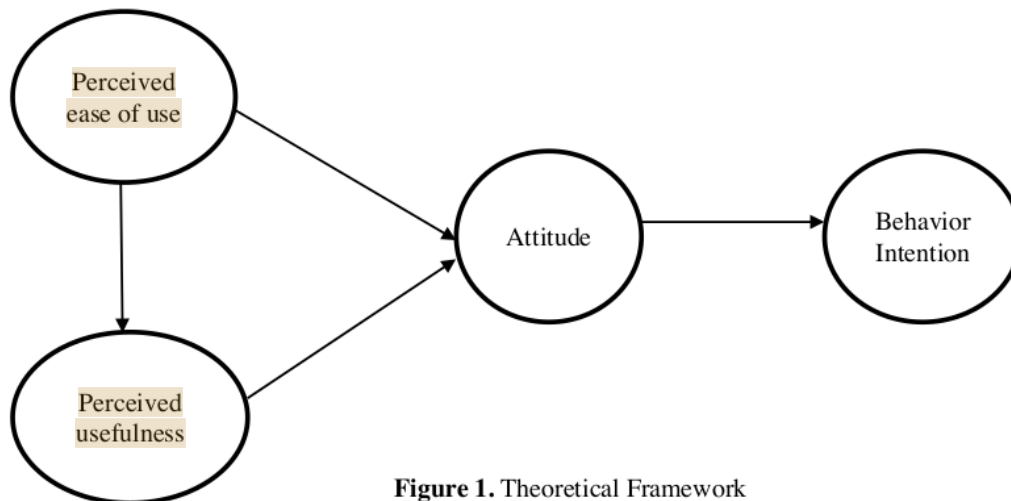 Perceived
ease of use
Attitude
Behavior
Intention
Perceived
usefulness
Figure 1. Theoretical Framework